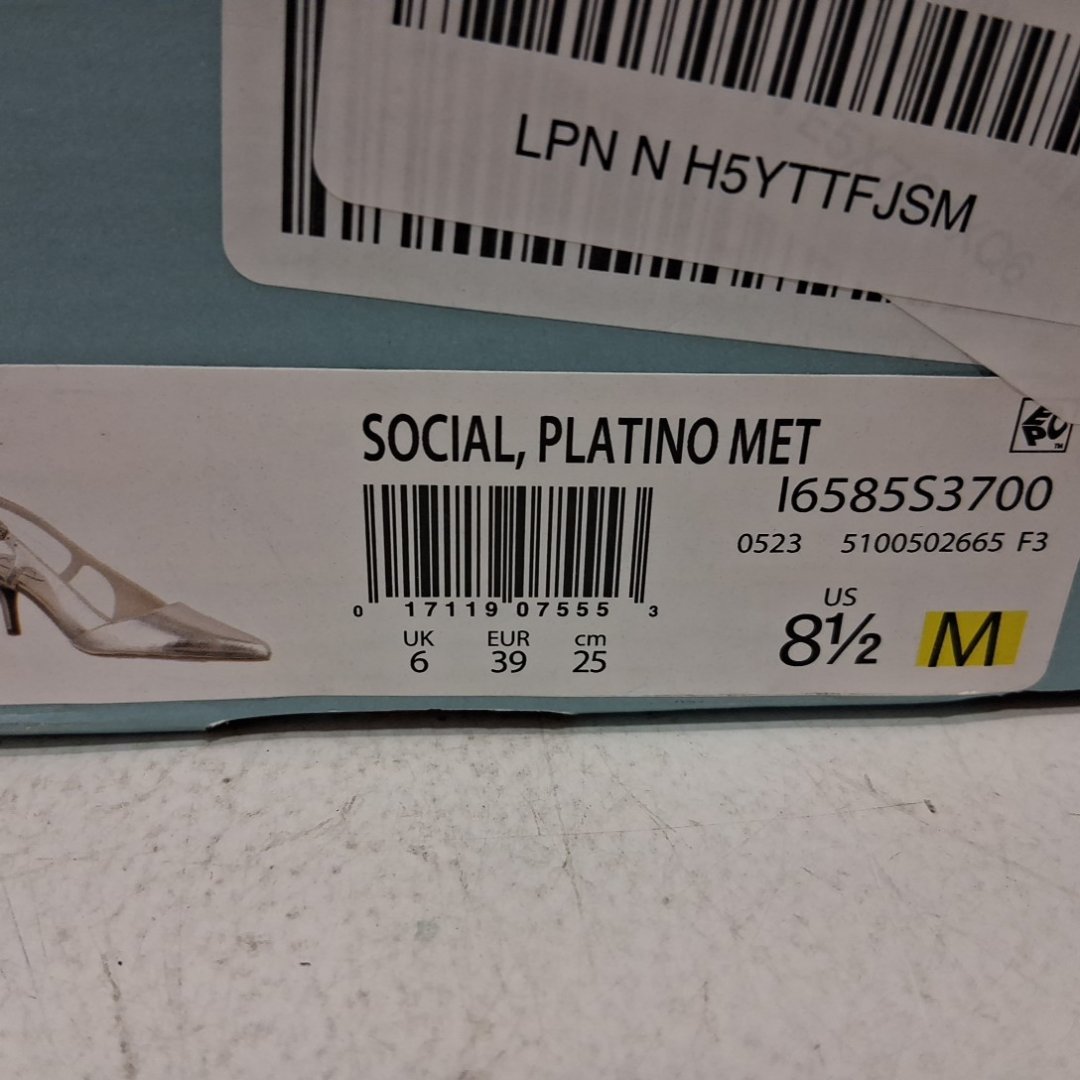 LPN N H5YTTFJSM
SOCIAL, PLATINO MET
I6585S3700
0523 5100502665 F3
0 17119 07555 3
UK EUR cm
6 39 25
US
8½ M